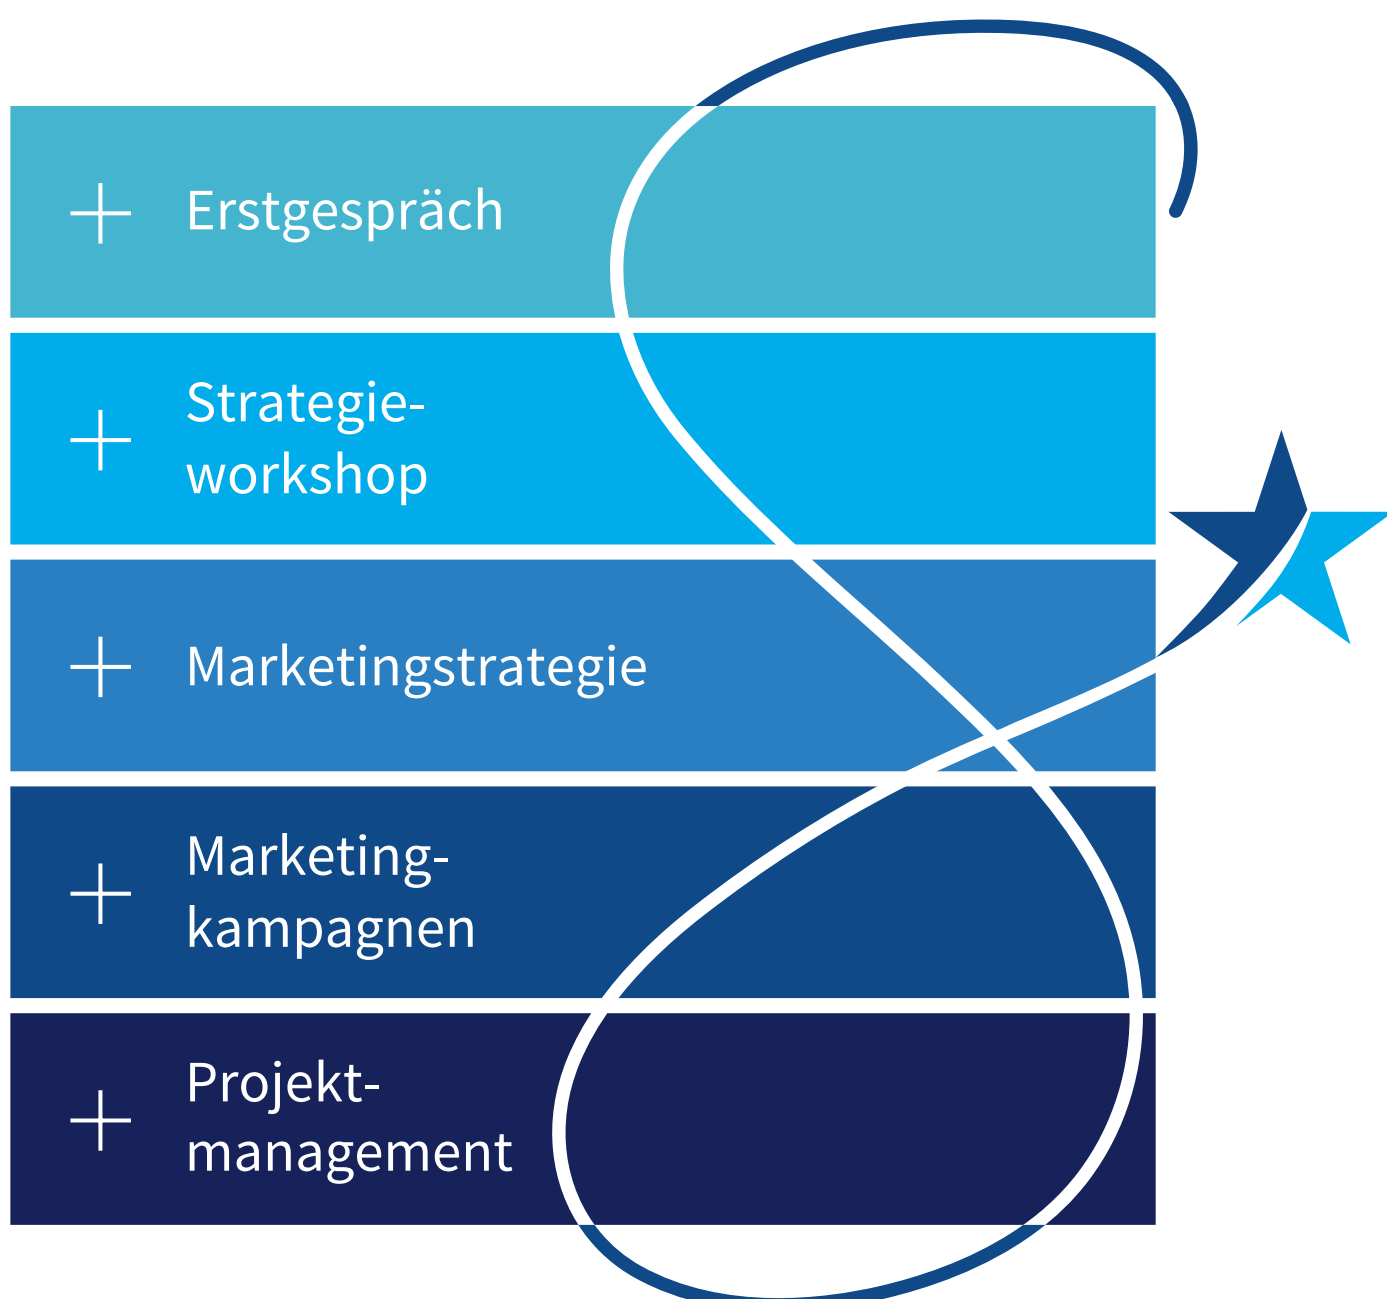 Erstgespräch
Strategie-
workshop
Marketingstrategie
Marketing-
kampagnen
Projekt-
management